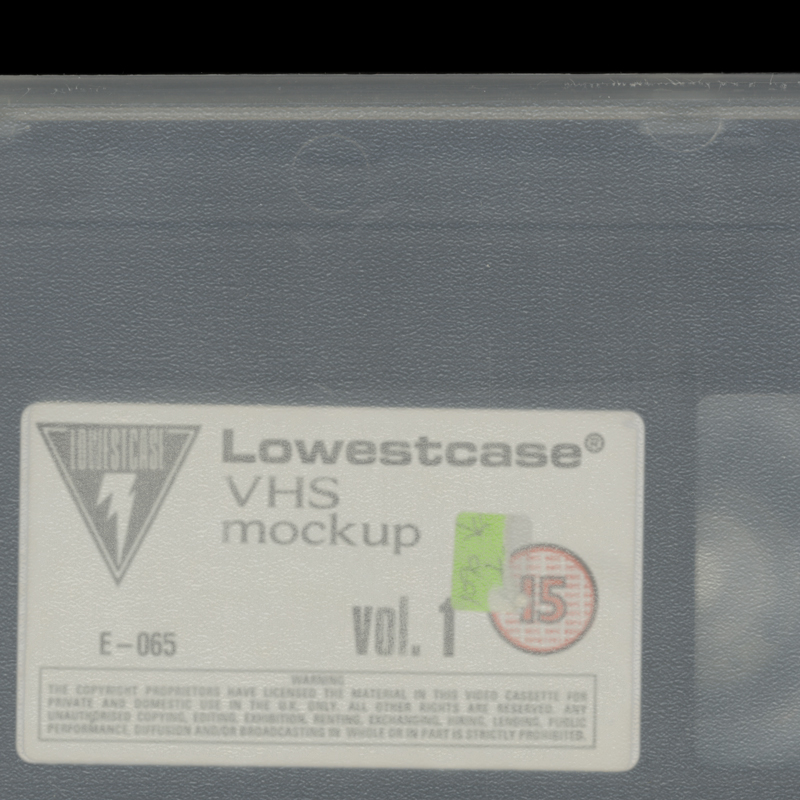 LOWESTCASE
Lowestcase®
VHS
mockup
vol. 1
15
E-065
WARNING
THE COPYRIGHT PROPRIETORS HAVE LICENSED THE MATERIAL IN THIS VIDEO CASSETTE FOR
PRIVATE AND DOMESTIC USE IN THE U.K. ONLY. ALL OTHER RIGHTS ARE RESERVED. ANY
UNAUTHORISED COPYING, EDITING, EXHIBITION, RENTING, EXCHANGING, HIRING, LENDING, PUBLIC
PERFORMANCE, DIFFUSION AND/OR BROADCASTING IN WHOLE OR IN PART IS STRICTLY PROHIBITED.